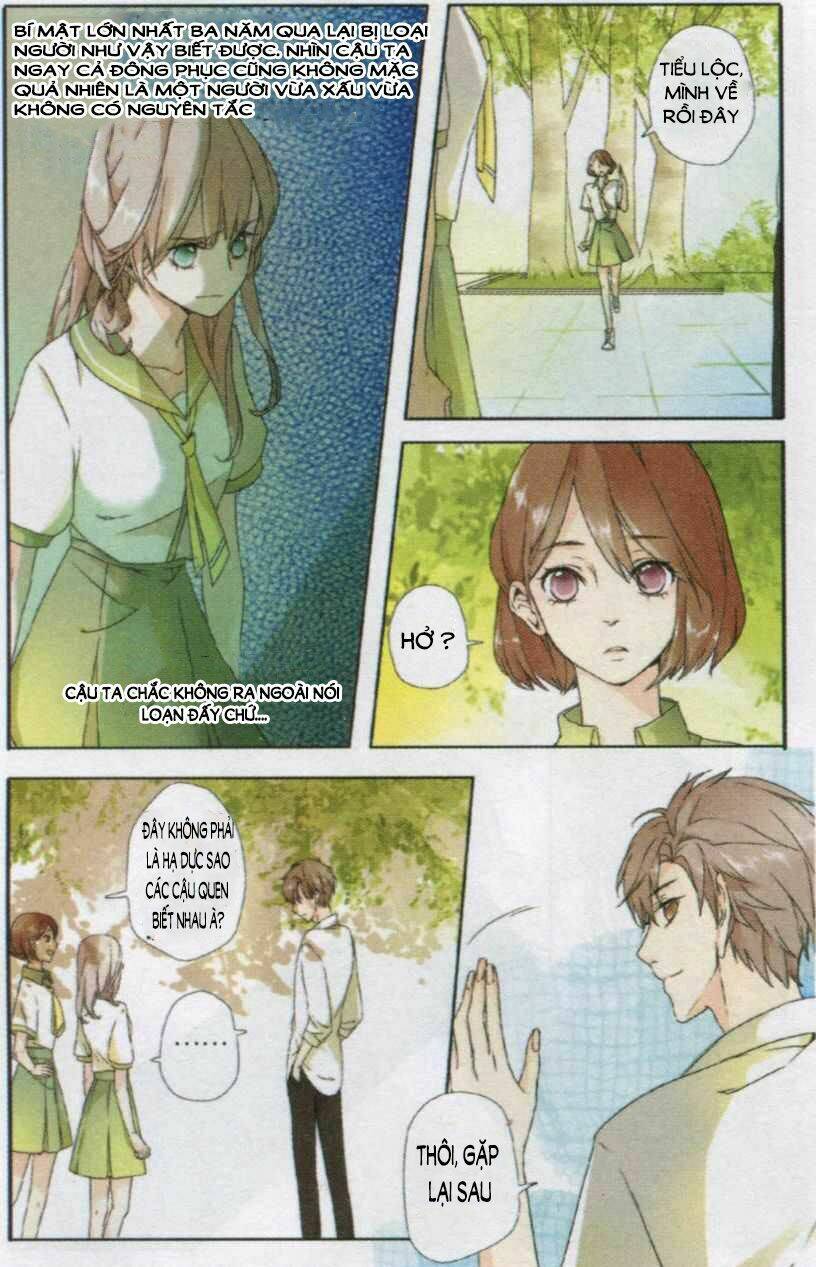 BÍ MẬT LỚN NHẤT BA NĂM QUA LẠI BỊ LOẠI
NGƯỜI NHƯ VẬY BIẾT ĐƯỢC. NHÌN CẬU TA
NGAY CẢ ĐỒNG PHỤC CŨNG KHÔNG MẶC
QUẢ NHIÊN LÀ MỘT NGƯỜI VỪA XẤU VỪA
KHÔNG CÓ NGUYÊN TẮC
TIỂU LỘC,
MÌNH VỀ
RỒI ĐÂY
HỞ ?
CẬU TA CHẮC KHÔNG RA NGOÀI NÓI
LOẠN ĐẤY CHỨ....
ĐÂY KHÔNG PHẢI
LÀ HẠ DỰC SAO
CÁC CẬU QUEN
BIẾT NHAU À?
......
THÔI, GẶP
LẠI SAU